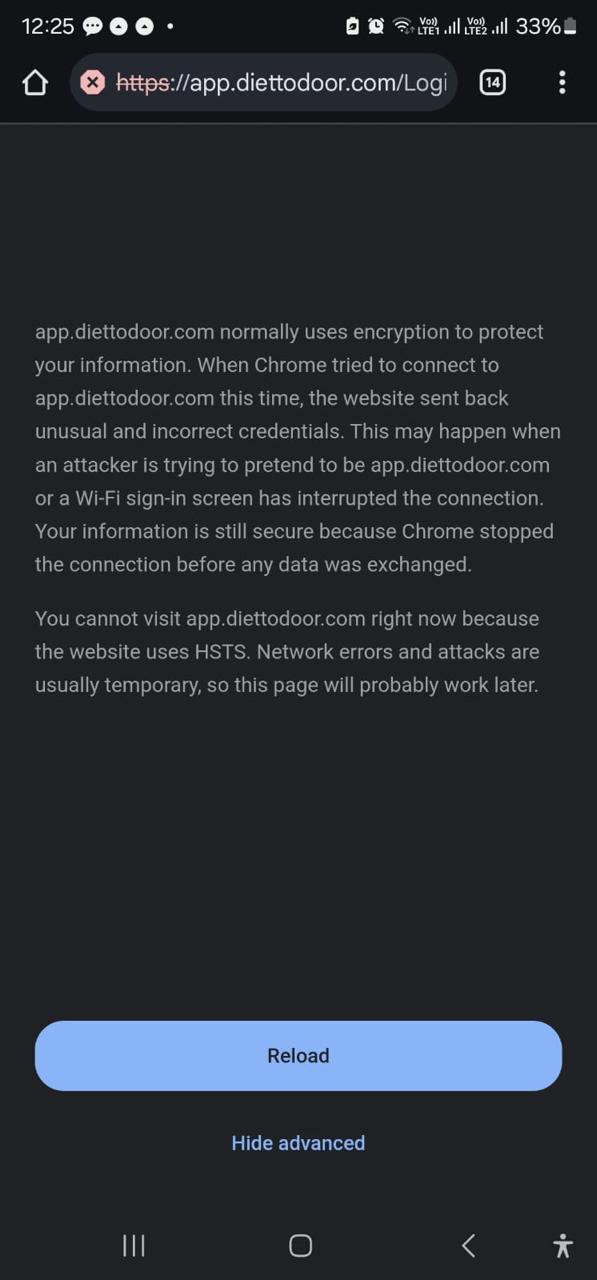 12:25
Vo)) LTE1 Vo)) LTE2 33%
https://app.diettodoor.com/Logi
14
app.diettodoor.com normally uses encryption to protect
your information. When Chrome tried to connect to
app.diettodoor.com this time, the website sent back
unusual and incorrect credentials. This may happen when
an attacker is trying to pretend to be app.diettodoor.com
or a Wi-Fi sign-in screen has interrupted the connection.
Your information is still secure because Chrome stopped
the connection before any data was exchanged.
You cannot visit app.diettodoor.com right now because
the website uses HSTS. Network errors and attacks are
usually temporary, so this page will probably work later.
Reload
Hide advanced